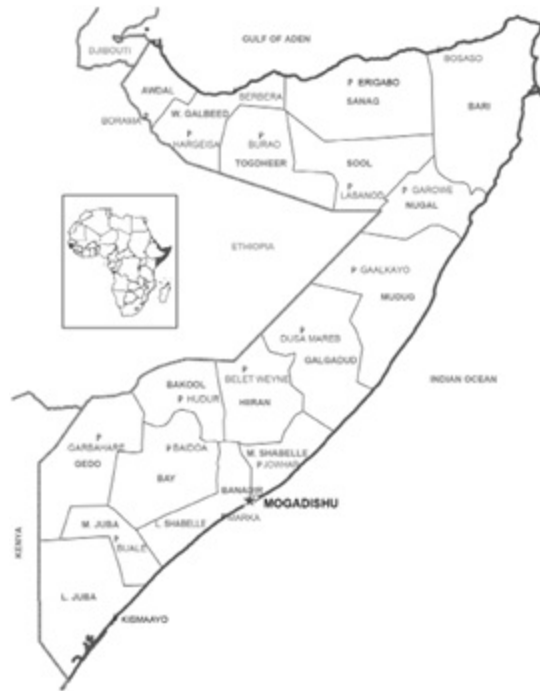 GULF OF ADEN
DJIBOUTI
BOSASO
AWDAL
P ERIGABO
SANAG
BERBERA
BARI
W. GALBEED
BORAMA
P
HARGEISA
P
BURAO
TOGDHEER
SOOL
P
LASANOD
P GAROWE
NUGAL
ETHIOPIA
P GAALKAYO
MUDUG
P
DUSA MAREB
GALGADUD
INDIAN OCEAN
P
BELET WEYNE
BAKOOL
P HUDUR
HIIRAN
P
GARBAHARE
GEDO
P BAIDOA
BAY
M. SHABELLE
P JOWHAR
BANADIR
MOGADISHU
MARKA
L. SHABELLE
M. JUBA
P
BUALE
KENYA
L. JUBA
KISMAAYO